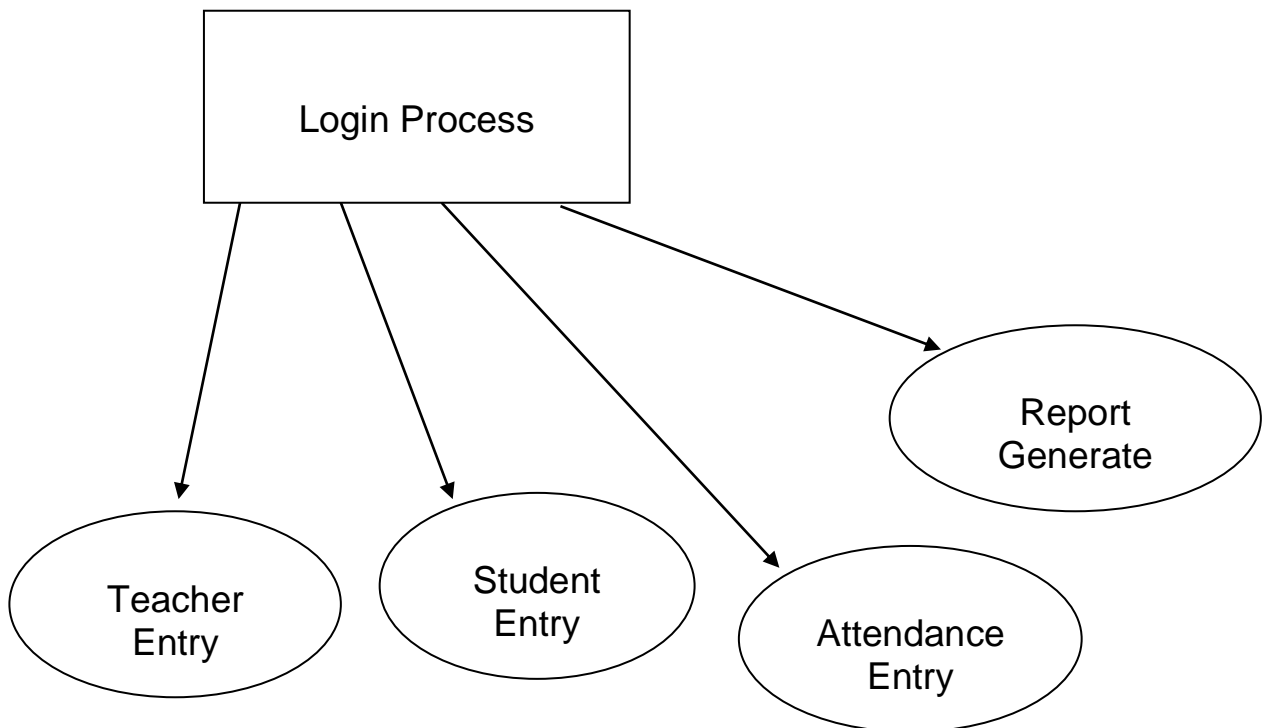 Login Process
Report
Generate
Student
Entry
Teacher
Entry
Attendance
Entry